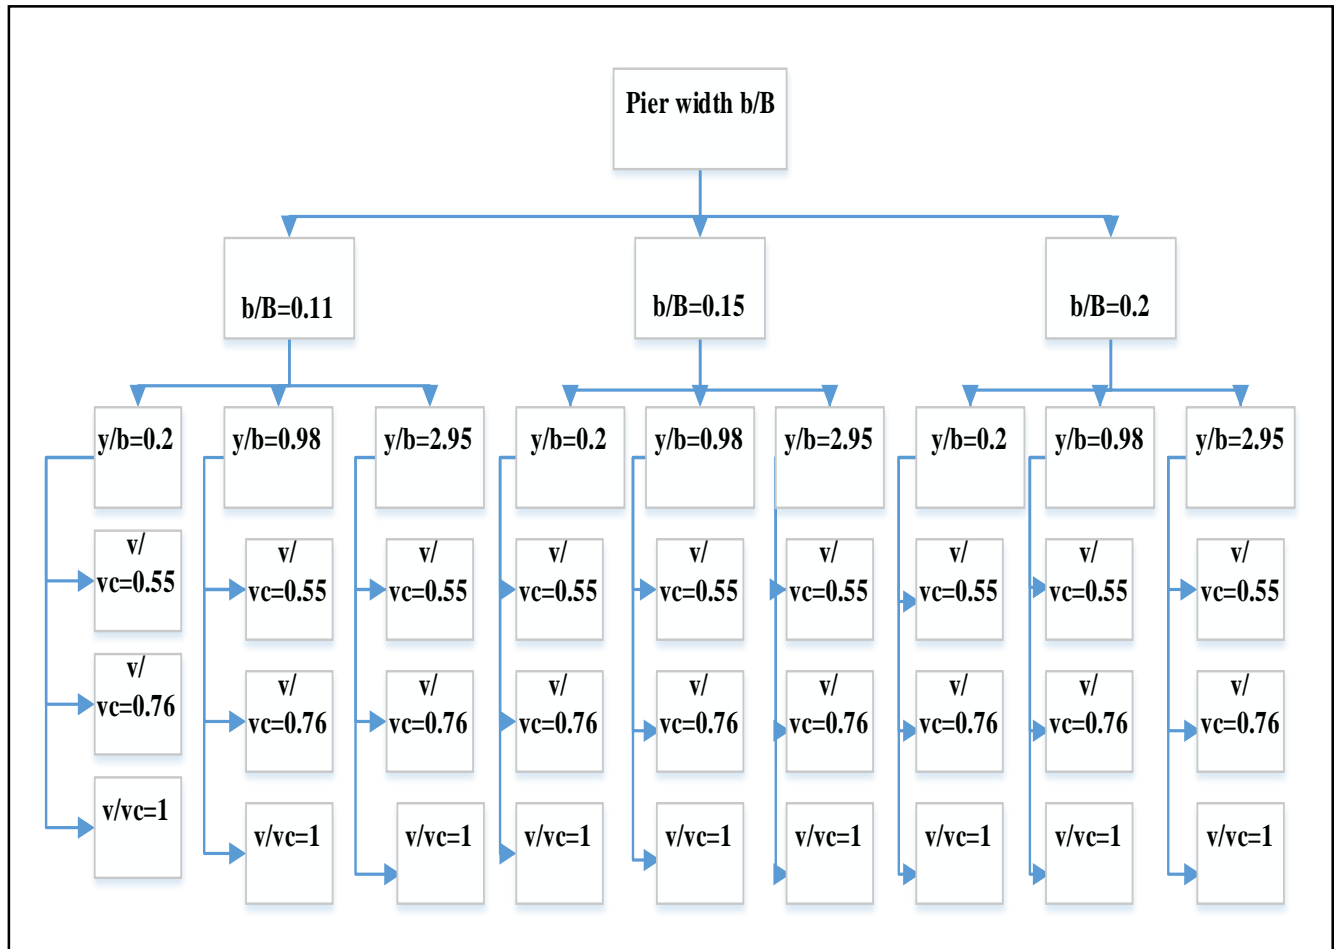 Pier width b/B
b/B=0.11
b/B=0.15
b/B=0.2
y/b=0.2
y/b=0.98
y/b=2.95
y/b=0.2
y/b=0.98
y/b=2.95
y/b=0.2
y/b=0.98
y/b=2.95
v/
vc=0.55
v/
vc=0.55
v/
vc=0.55
v/
vc=0.55
v/
vc=0.55
v/
vc=0.55
v/
vc=0.55
v/
vc=0.55
v/
vc=0.55
v/
vc=0.76
v/
vc=0.76
v/
vc=0.76
v/
vc=0.76
v/
vc=0.76
v/
vc=0.76
v/
vc=0.76
v/
vc=0.76
v/
vc=0.76
v/vc=1
v/vc=1
v/vc=1
v/vc=1
v/vc=1
v/vc=1
v/vc=1
v/vc=1
v/vc=1